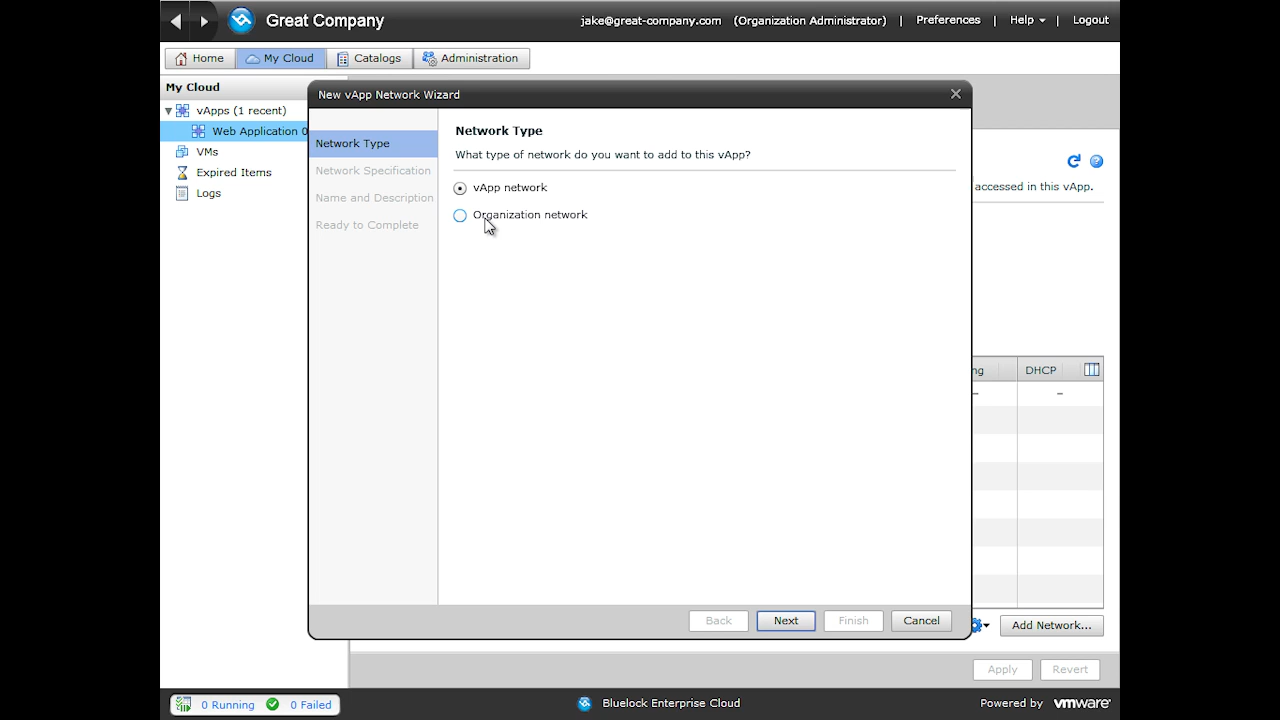 Great Company
jake@great-company.com (Organization Administrator) | Preferences | Help | Logout
Home
My Cloud
Catalogs
Administration
My Cloud
vApps (1 recent)
Web Application 0
VMs
Expired Items
Logs
New vApp Network Wizard
Network Type
Network Specification
Name and Description
Ready to Complete
Network Type
What type of network do you want to add to this vApp?
vApp network
Organization network
accessed in this vApp.
ng
DHCP
–
–
Back
Next
Finish
Cancel
Add Network...
Apply
Revert
0 Running
0 Failed
Bluelock Enterprise Cloud
Powered by vmware